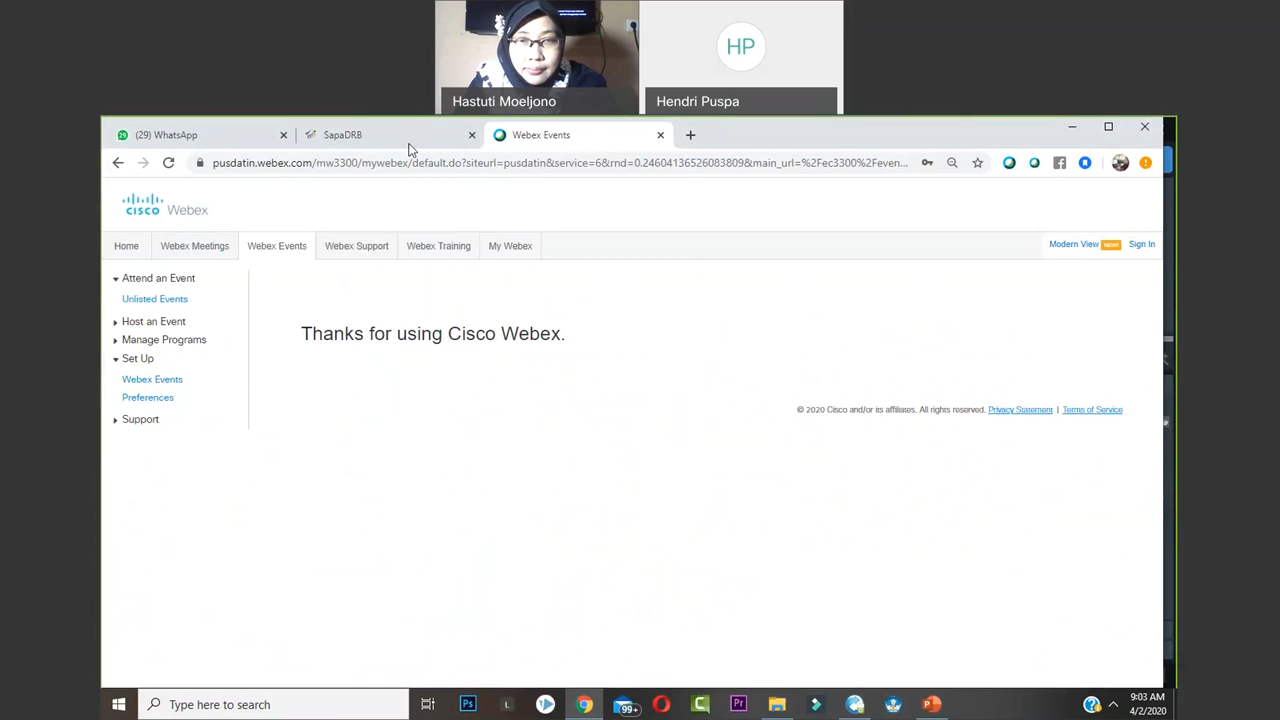 HP
Hastuti Moeljono
Hendri Puspa
(29) WhatsApp
SapaDRB
Webex Events
pusdatin.webex.com/mw3300/mywebex/default.do?siteurl=pusdatin&service=6&rnd=0.24604136526083809&main_url=%2Fec3300%2Feven...
CISCO Webex
Home
Webex Meetings
Webex Events
Webex Support
Webex Training
My Webex
Modern View NEW!
Sign In
Attend an Event
Unlisted Events
Host an Event
Manage Programs
Set Up
Webex Events
Preferences
Support
Thanks for using Cisco Webex.
© 2020 Cisco and/or its affiliates. All rights reserved. Privacy Statement | Terms of Service
Type here to search
Ps
L
99+
Pr
9:03 AM
4/2/2020